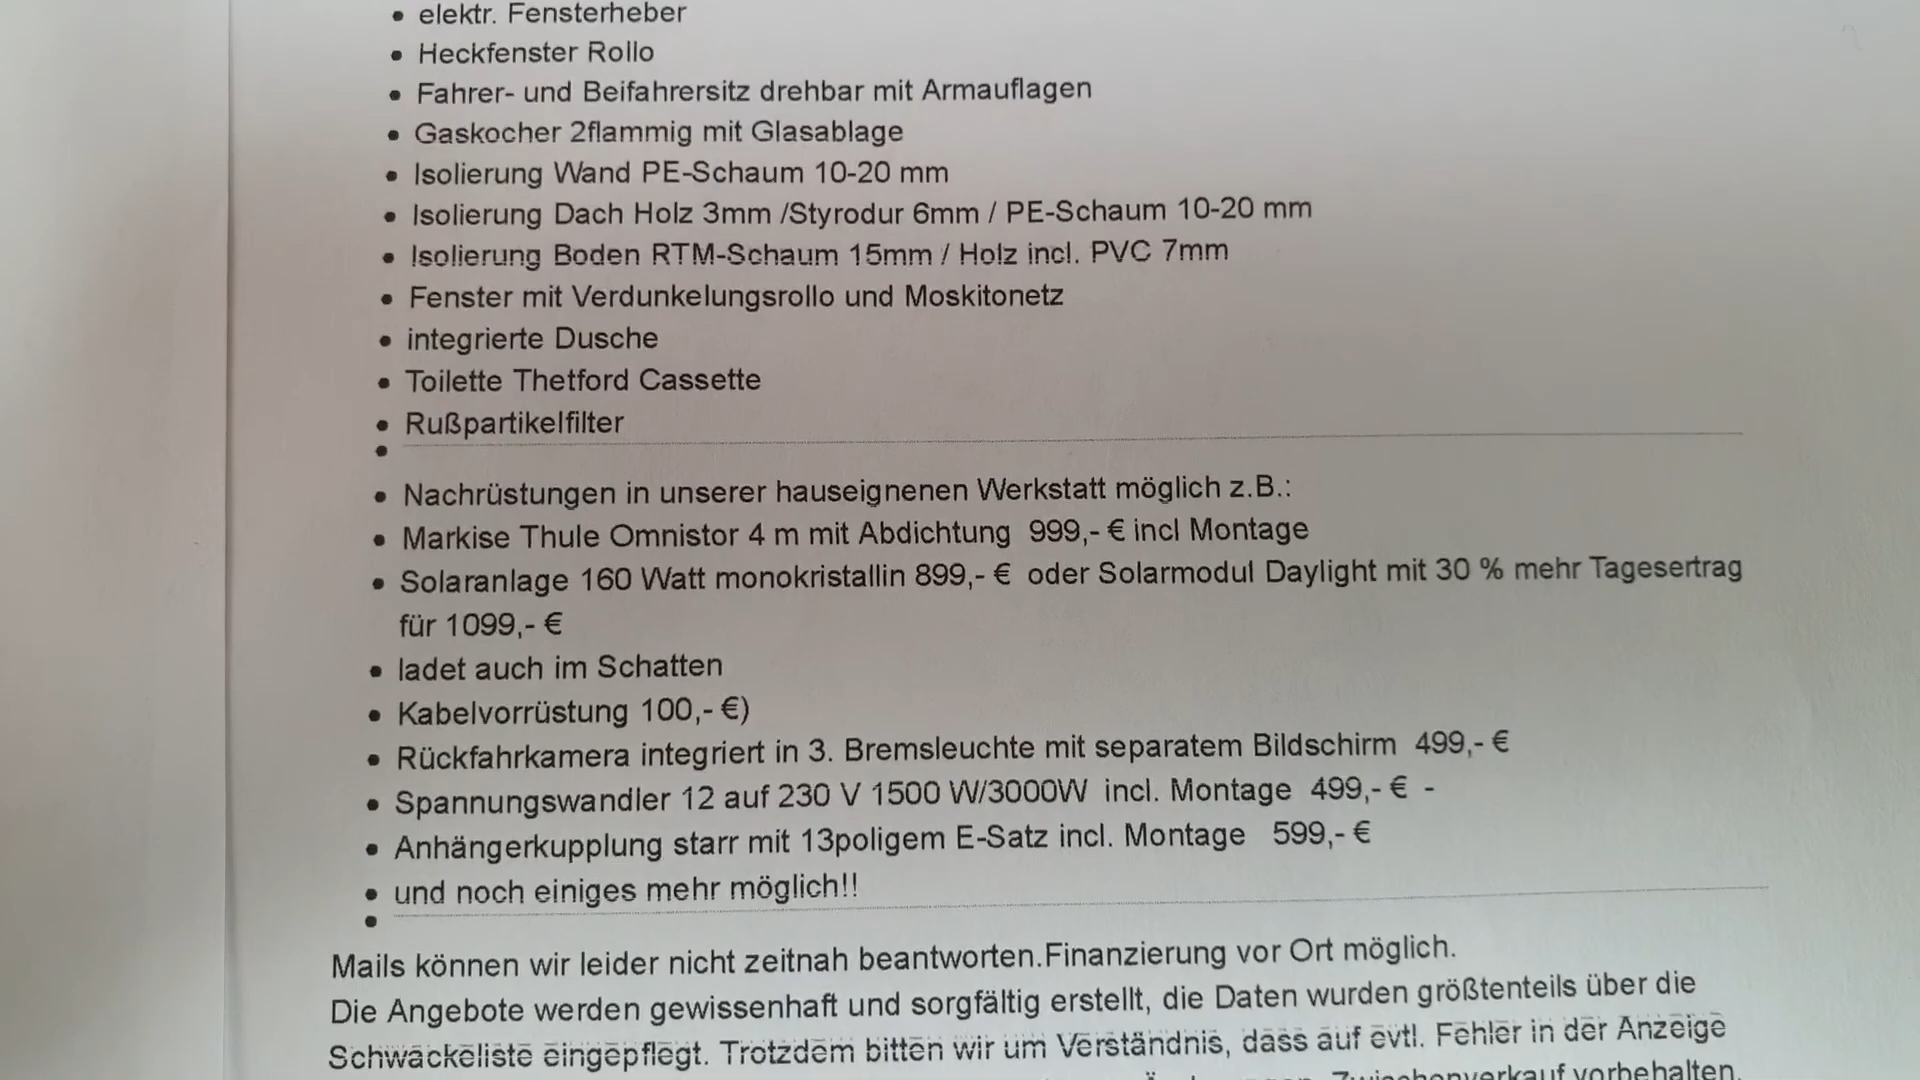 • elektr. Fensterheber
• Heckfenster Rollo
• Fahrer- und Beifahrersitz drehbar mit Armauflagen
• Gaskocher 2flammig mit Glasablage
• Isolierung Wand PE-Schaum 10-20 mm
• Isolierung Dach Holz 3mm /Styrodur 6mm / PE-Schaum 10-20 mm
• Isolierung Boden RTM-Schaum 15mm / Holz incl. PVC 7mm
• Fenster mit Verdunkelungsrollo und Moskitonetz
• integrierte Dusche
• Toilette Thetford Cassette
• Rußpartikelfilter
•
• Nachrüstungen in unserer hauseignenen Werkstatt möglich z.B.:
• Markise Thule Omnistor 4 m mit Abdichtung 999,- € incl Montage
• Solaranlage 160 Watt monokristallin 899,- € oder Solarmodul Daylight mit 30 % mehr Tagesertrag
für 1099,- €
• ladet auch im Schatten
• Kabelvorrüstung 100,- €)
• Rückfahrkamera integriert in 3. Bremsleuchte mit separatem Bildschirm 499,- €
• Spannungswandler 12 auf 230 V 1500 W/3000W incl. Montage 499,- € -
• Anhängerkupplung starr mit 13poligem E-Satz incl. Montage 599,- €
• und noch einiges mehr möglich!!
•
Mails können wir leider nicht zeitnah beantworten.Finanzierung vor Ort möglich.
Die Angebote werden gewissenhaft und sorgfältig erstellt, die Daten wurden größtenteils über die
Schwackeliste eingepflegt. Trotzdem bitten wir um Verständnis, dass auf evtl. Fehler in der Anzeige
Zwischenverkauf vorbehalten.